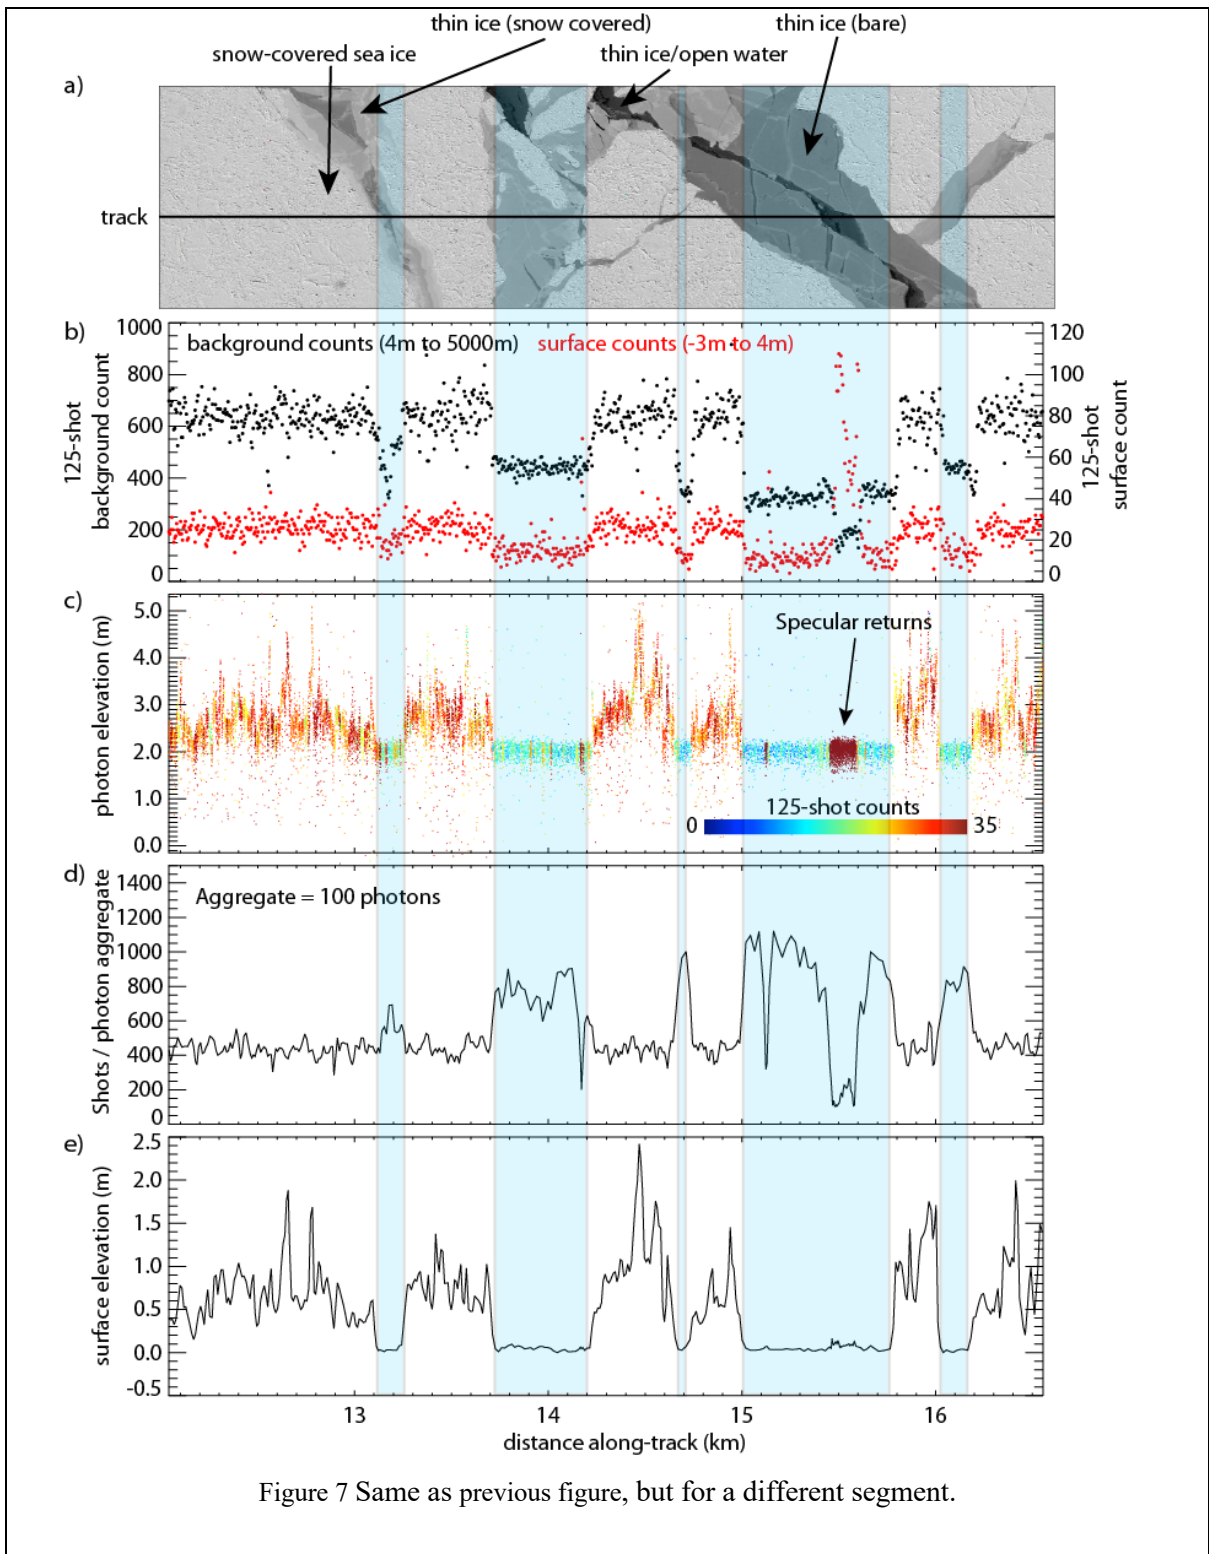 thin ice (snow covered)
thin ice (bare)
snow-covered sea ice
thin ice/open water
a)
track
b)
1000
800
600
400
200
0
125-shot
background count
background counts (4m to 5000m)
surface counts (-3m to 4m)
120
100
80
60
40
20
0
125-shot
surface count
c)
5.0
4.0
3.0
2.0
1.0
0.0
photon elevation (m)
Specular returns
125-shot counts
0
35
d)
1400
1200
1000
800
600
400
200
0
Shots / photon aggregate
Aggregate = 100 photons
e)
2.5
2.0
1.5
1.0
0.5
0.0
-0.5
surface elevation (m)
13
14
15
16
distance along-track (km)
Figure 7 Same as previous figure, but for a different segment.